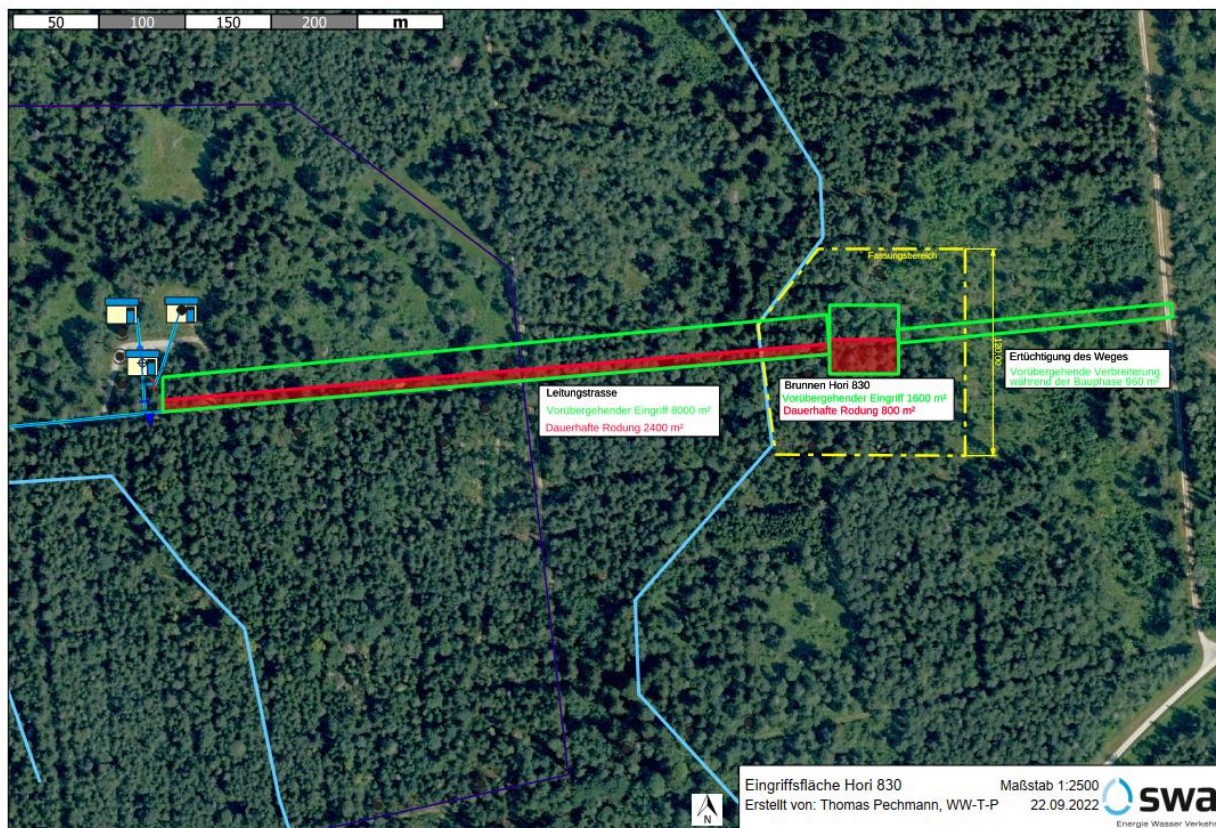 50 100 150 200 m
Fassungsbereich
120,00
Ertüchtigung des Weges
Vorübergehende Verbreiterung
während der Bauphase 960 m²
Leitungstrasse
Vorübergehender Eingriff 8000 m²
Dauerhafte Rodung 2400 m²
Brunnen Hori 830
Vorübergehender Eingriff 1600 m²
Dauerhafte Rodung 800 m²
Eingriffsfläche Hori 830 Maßstab 1:2500
Erstellt von: Thomas Pechmann, WW-T-P 22.09.2022
N
swa
Energie Wasser Verkehr